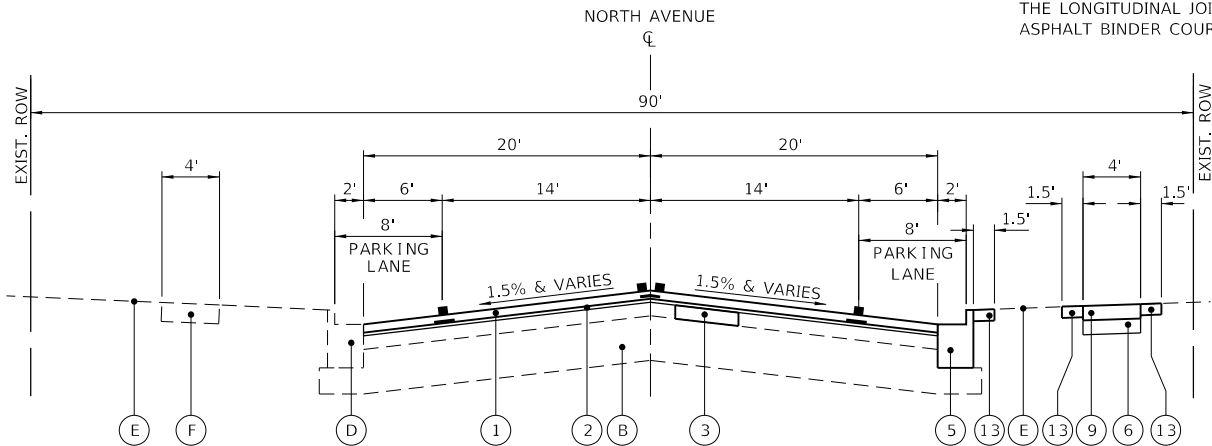 THE LONGITUDINAL JOI
ASPHALT BINDER COUR
NORTH AVENUE
℄
90'
EXIST. ROW
EXIST. ROW
20' 20'
4' 4'
2' 6' 14' 14' 6' 2'
1.5' 1.5' 1.5'
8' 8'
PARKING
LANE
PARKING
LANE
1.5% & VARIES 1.5% & VARIES
E F D 1 2 B 3 5 13 E 13 9 6 13